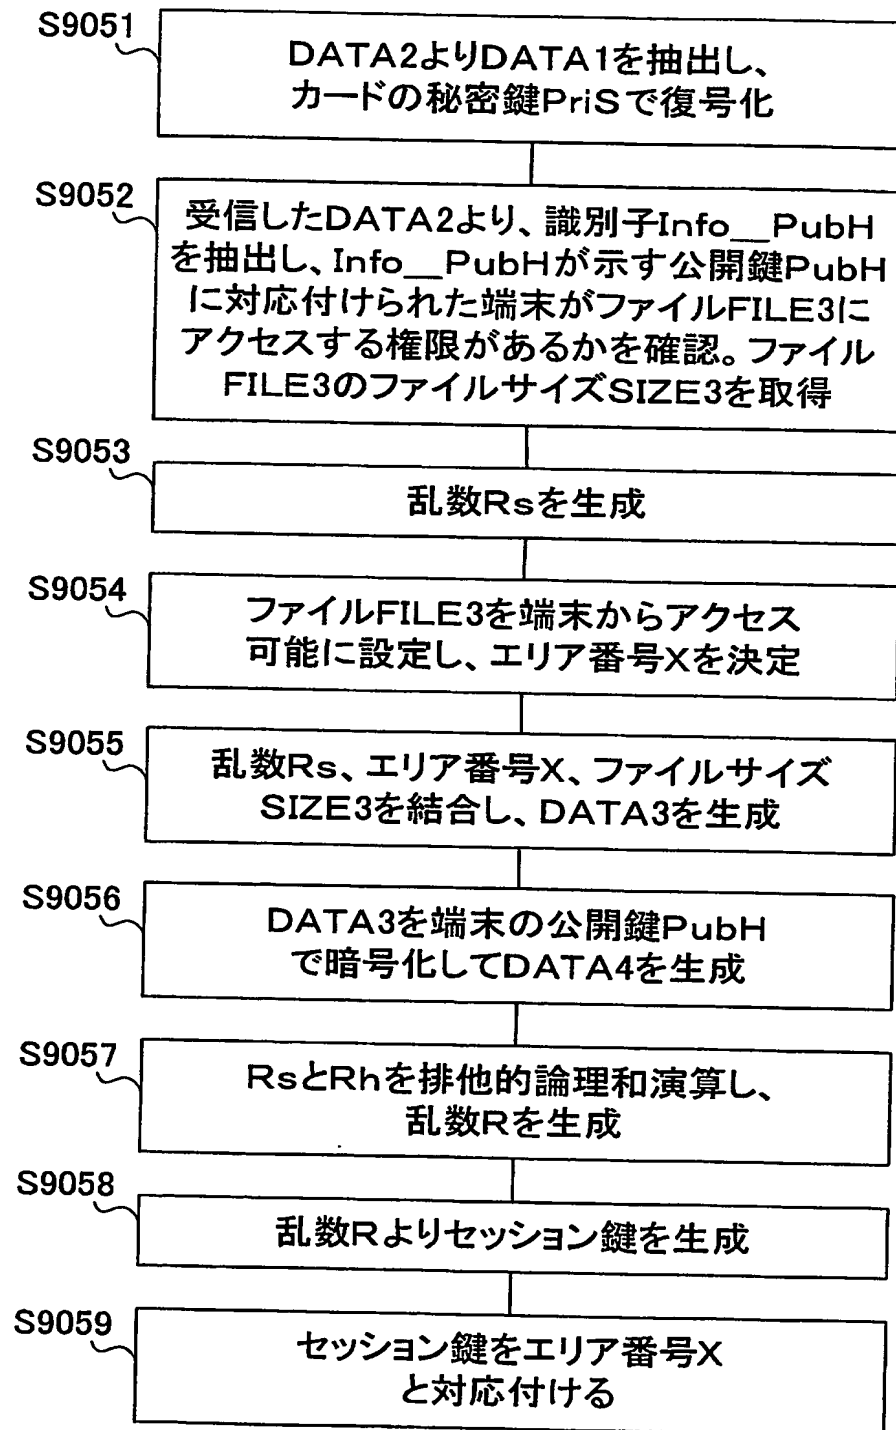 S9051
DATA2よりDATA1を抽出し、
カードの秘密鍵PriSで復号化
S9052
受信したDATA2より、識別子Info__PubH
を抽出し、Info__PubHが示す公開鍵PubH
に対応付けられた端末がファイルFILE3に
アクセスする権限があるかを確認。ファイル
FILE3のファイルサイズSIZE3を取得
S9053
乱数Rsを生成
S9054
ファイルFILE3を端末からアクセス
可能に設定し、エリア番号Xを決定
S9055
乱数Rs、エリア番号X、ファイルサイズ
SIZE3を結合し、DATA3を生成
S9056
DATA3を端末の公開鍵PubH
で暗号化してDATA4を生成
S9057
RsとRhを排他的論理和演算し、
乱数Rを生成
S9058
乱数Rよりセッション鍵を生成
S9059
セッション鍵をエリア番号X
と対応付ける